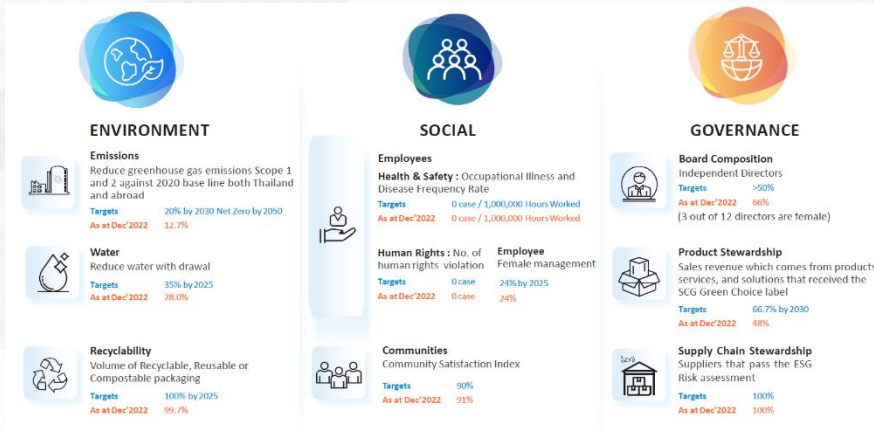 ENVIRONMENT
Emissions
Reduce greenhouse gas emissions Scope 1
and 2 against 2020 base line both Thailand
and abroad
Targets 20% by 2030 Net Zero by 2050
As at Dec'2022 12.7%
Water
Reduce water with drawal
Targets 35% by 2025
As at Dec'2022 28.0%
Recyclability
Volume of Recyclable, Reusable or
Compostable packaging
Targets 100% by 2025
As at Dec'2022 99.7%
SOCIAL
Employees
Health & Safety : Occupational Illness and
Disease Frequency Rate
Targets 0 case / 1,000,000 Hours Worked
As at Dec'2022 0 case / 1,000,000 Hours Worked
Human Rights : No. of
human rights violation
Targets 0 case
As at Dec'2022 0 case
Employee
Female management
24% by 2025
24%
Communities
Community Satisfaction Index
Targets 90%
As at Dec'2022 91%
GOVERNANCE
Board Composition
Independent Directors
Targets >50%
As at Dec'2022 66%
(3 out of 12 directors are female)
Product Stewardship
Sales revenue which comes from products
services, and solutions that received the
SCG Green Choice label
Targets 66.7% by 2030
As at Dec'2022 48%
Supply Chain Stewardship
Suppliers that pass the ESG
Risk assessment
Targets 100%
As at Dec'2022 100%